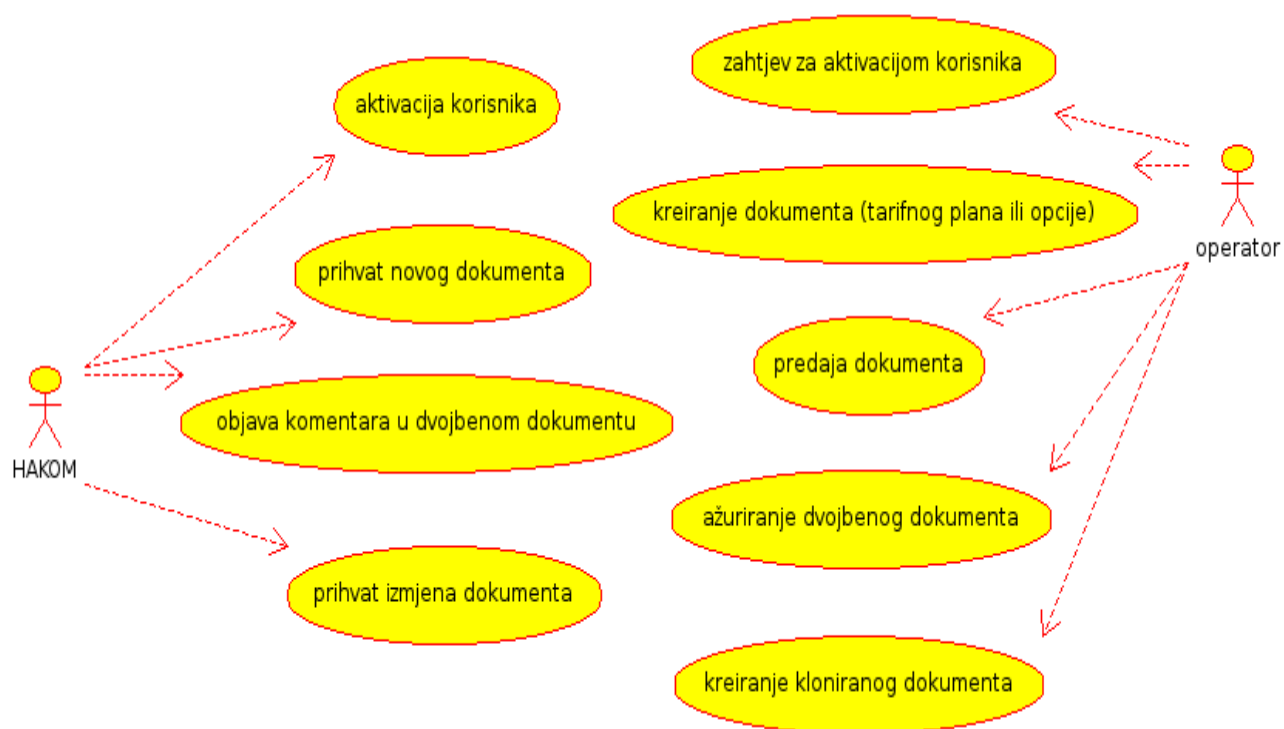 zahtjev za aktivacijom korisnika
aktivacija korisnika
kreiranje dokumenta (tarifnog plana ili opcije)
operator
prihvat novog dokumenta
predaja dokumenta
objava komentara u dvojbenom dokumentu
HAKOM
ažuriranje dvojbenog dokumenta
prihvat izmjena dokumenta
kreiranje kloniranog dokumenta